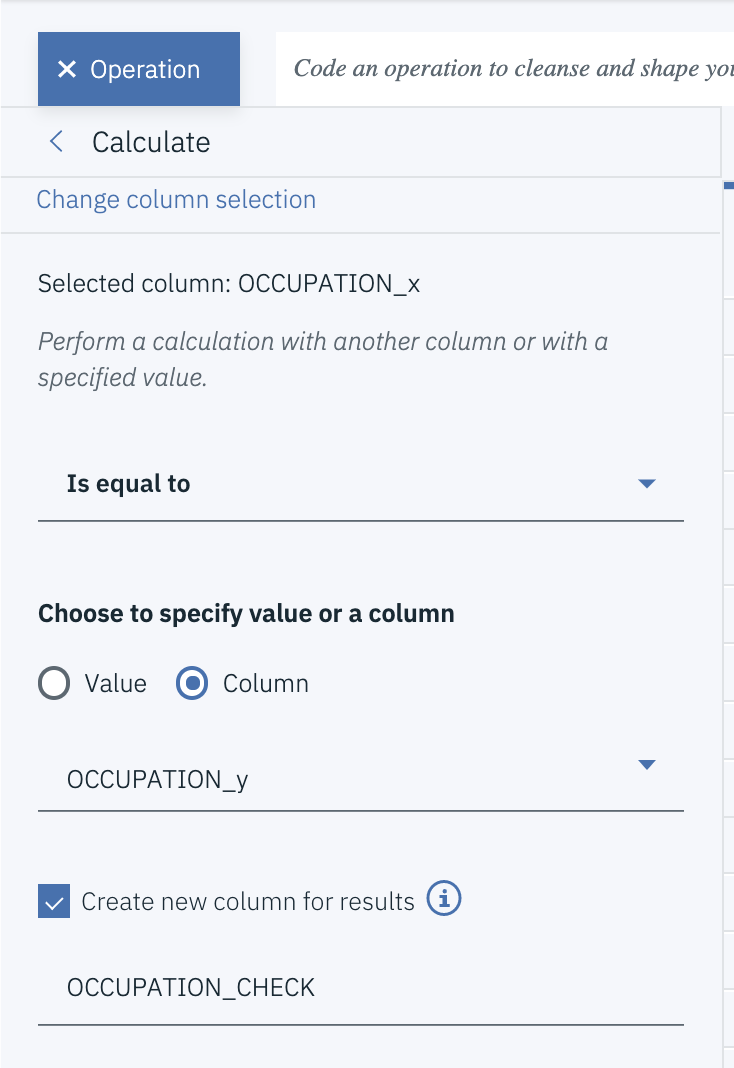 Operation
Code an operation to cleanse and shape
Calculate
Change column selection
Selected column: OCCUPATION_x
Perform a calculation with another column or with a
specified value.
Is equal to
Choose to specify value or a column
Value Column
OCCUPATION_y
Create new column for results
OCCUPATION_CHECK